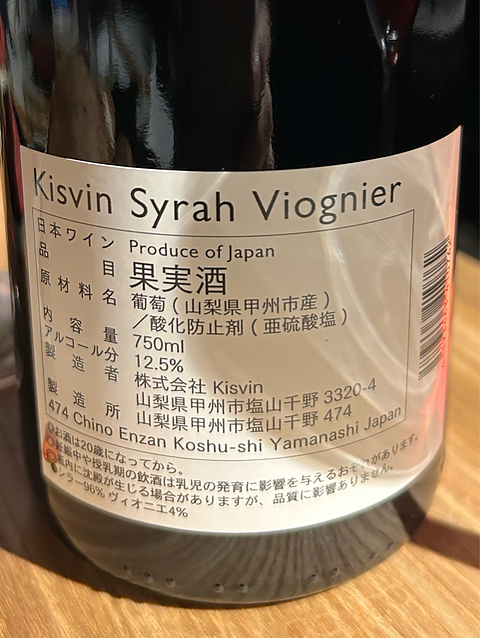 Kisvin Syrah Viognier
日本ワイン Produce of Japan
品目 果実酒
原材料名 葡萄(山梨県甲州市産)
/酸化防止剤(亜硫酸塩)
内容量 750ml
アルコール分 12.5%
製造者 株式会社 Kisvin
山梨県甲州市塩山千野 3320-4
製造所 山梨県甲州市塩山千野 474
474 Chino Enzan Koshu-shi Yamanashi Japan
お酒は20歳になってから。
妊娠中や授乳期の飲酒は乳児の発育に影響を与えるおそれがあります。
瓶内に沈殿が生じる場合がありますが、品質に影響ありません。
シラー96% ヴィオニエ4%